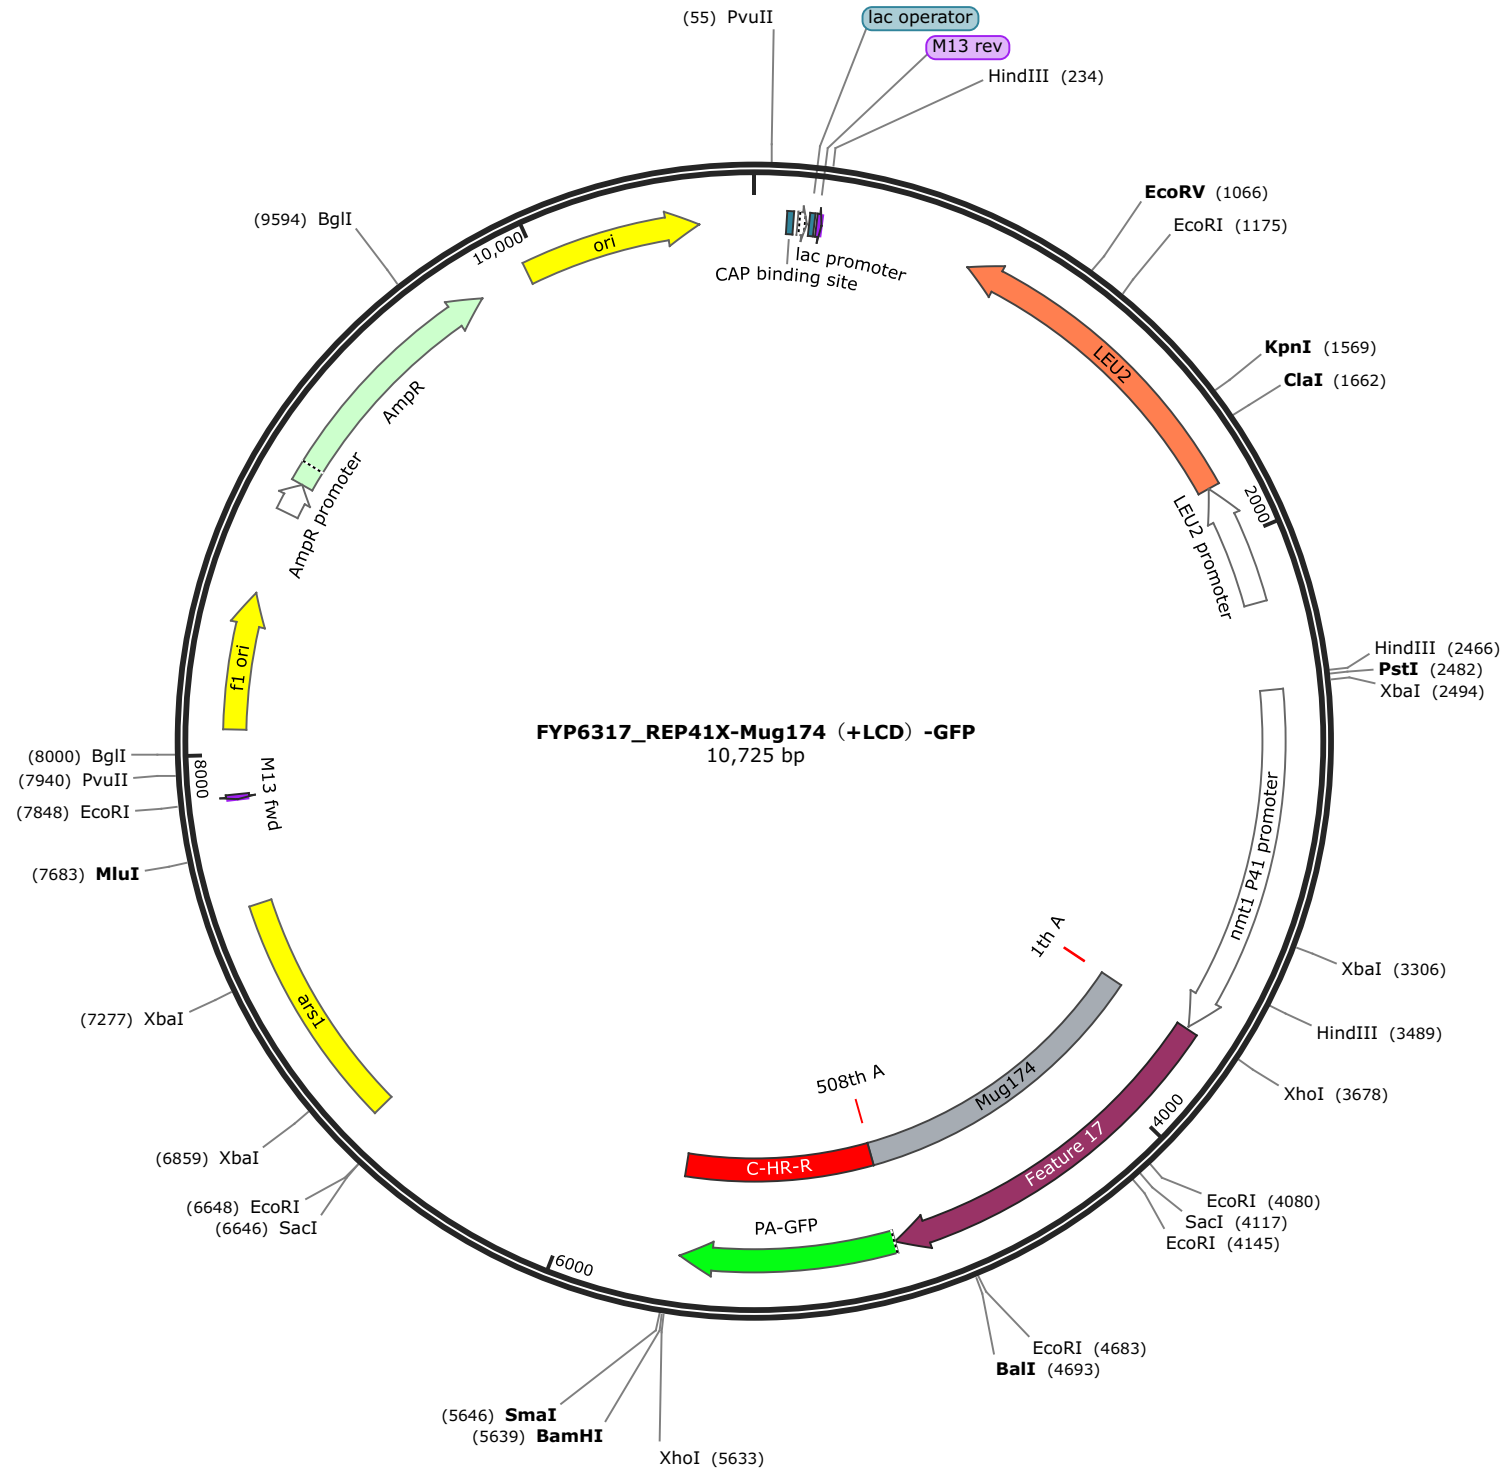 (55) PvuII
lac operator
M13 rev
HindIII (234)
EcoRV (1066)
EcoRI (1175)
KpnI (1569)
ClaI (1662)
2000
HindIII (2466)
PstI (2482)
XbaI (2494)
XbaI (3306)
HindIII (3489)
XhoI (3678)
4000
EcoRI (4080)
SacI (4117)
EcoRI (4145)
EcoRI (4683)
BalI (4693)
XhoI (5633)
(5639) BamHI
(5646) SmaI
6000
(6646) SacI
(6648) EcoRI
(6859) XbaI
(7277) XbaI
(7683) MluI
(7848) EcoRI
(7940) PvuII
(8000) BglI
8000
(9594) BglI
10,000
ori
CAP binding site
lac promoter
LEU2
LEU2 promoter
nmt1 P41 promoter
1th A
Mug174
508th A
C-HR-R
Feature 17
PA-GFP
ars1
M13 fwd
f1 ori
AmpR promoter
AmpR
FYP6317_REP41X-Mug174（+LCD）-GFP
10,725 bp